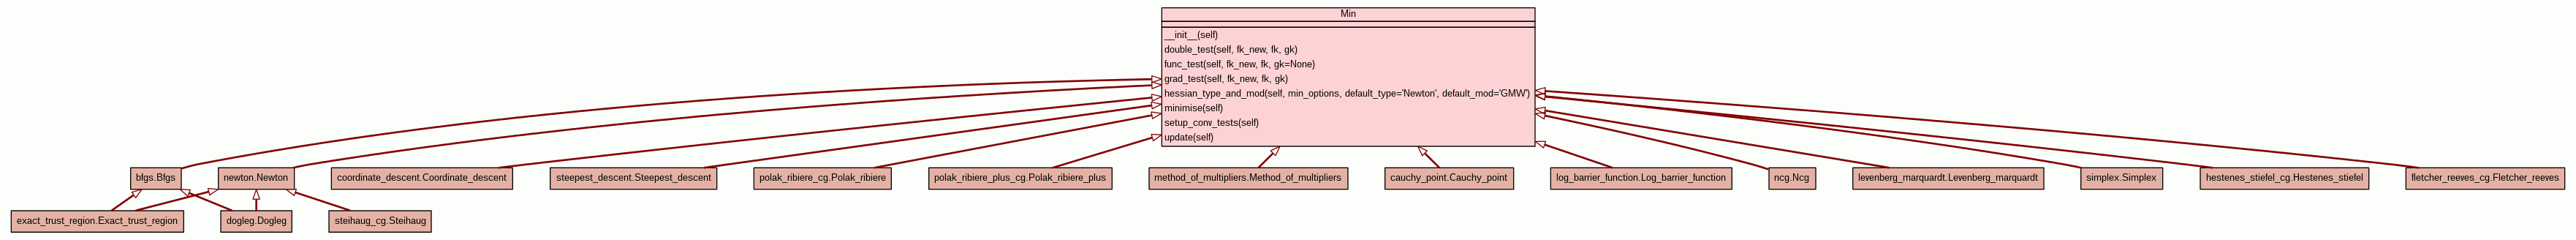 Min
__init__(self)
double_test(self, fk_new, fk, gk)
func_test(self, fk_new, fk, gk=None)
grad_test(self, fk_new, fk, gk)
hessian_type_and_mod(self, min_options, default_type='Newton', default_mod='GMW')
minimise(self)
setup_conv_tests(self)
update(self)
bfgs.Bfgs
newton.Newton
coordinate_descent.Coordinate_descent
steepest_descent.Steepest_descent
polak_ribiere_cg.Polak_ribiere
polak_ribiere_plus_cg.Polak_ribiere_plus
method_of_multipliers.Method_of_multipliers
cauchy_point.Cauchy_point
log_barrier_function.Log_barrier_function
ncg.Ncg
levenberg_marquardt.Levenberg_marquardt
simplex.Simplex
hestenes_stiefel_cg.Hestenes_stiefel
fletcher_reeves_cg.Fletcher_reeves
exact_trust_region.Exact_trust_region
dogleg.Dogleg
steihaug_cg.Steihaug